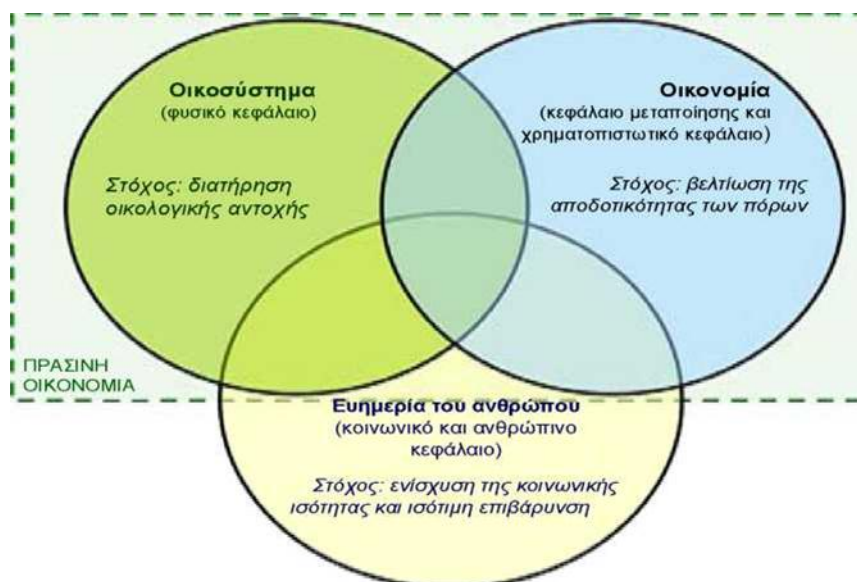 Οικοσύστημα
(φυσικό κεφάλαιο)
Στόχος: διατήρηση
οικολογικής αντοχής
Οικονομία
(κεφάλαιο μεταποίησης και
χρηματοπιστωτικό κεφάλαιο)
Στόχος: βελτίωση της
αποδοτικότητας των πόρων
ΠΡΑΣΙΝΗ
ΟΙΚΟΝΟΜΙΑ
Ευημερία του ανθρώπου
(κοινωνικό και ανθρώπινο
κεφάλαιο)
Στόχος: ενίσχυση της κοινωνικής
ισότητας και ισότιμη επιβάρυνση